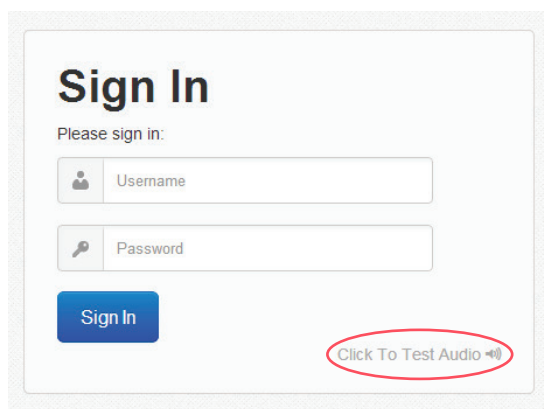 Sign In
Please sign in:
Username
Password
Sign In
Click To Test Audio